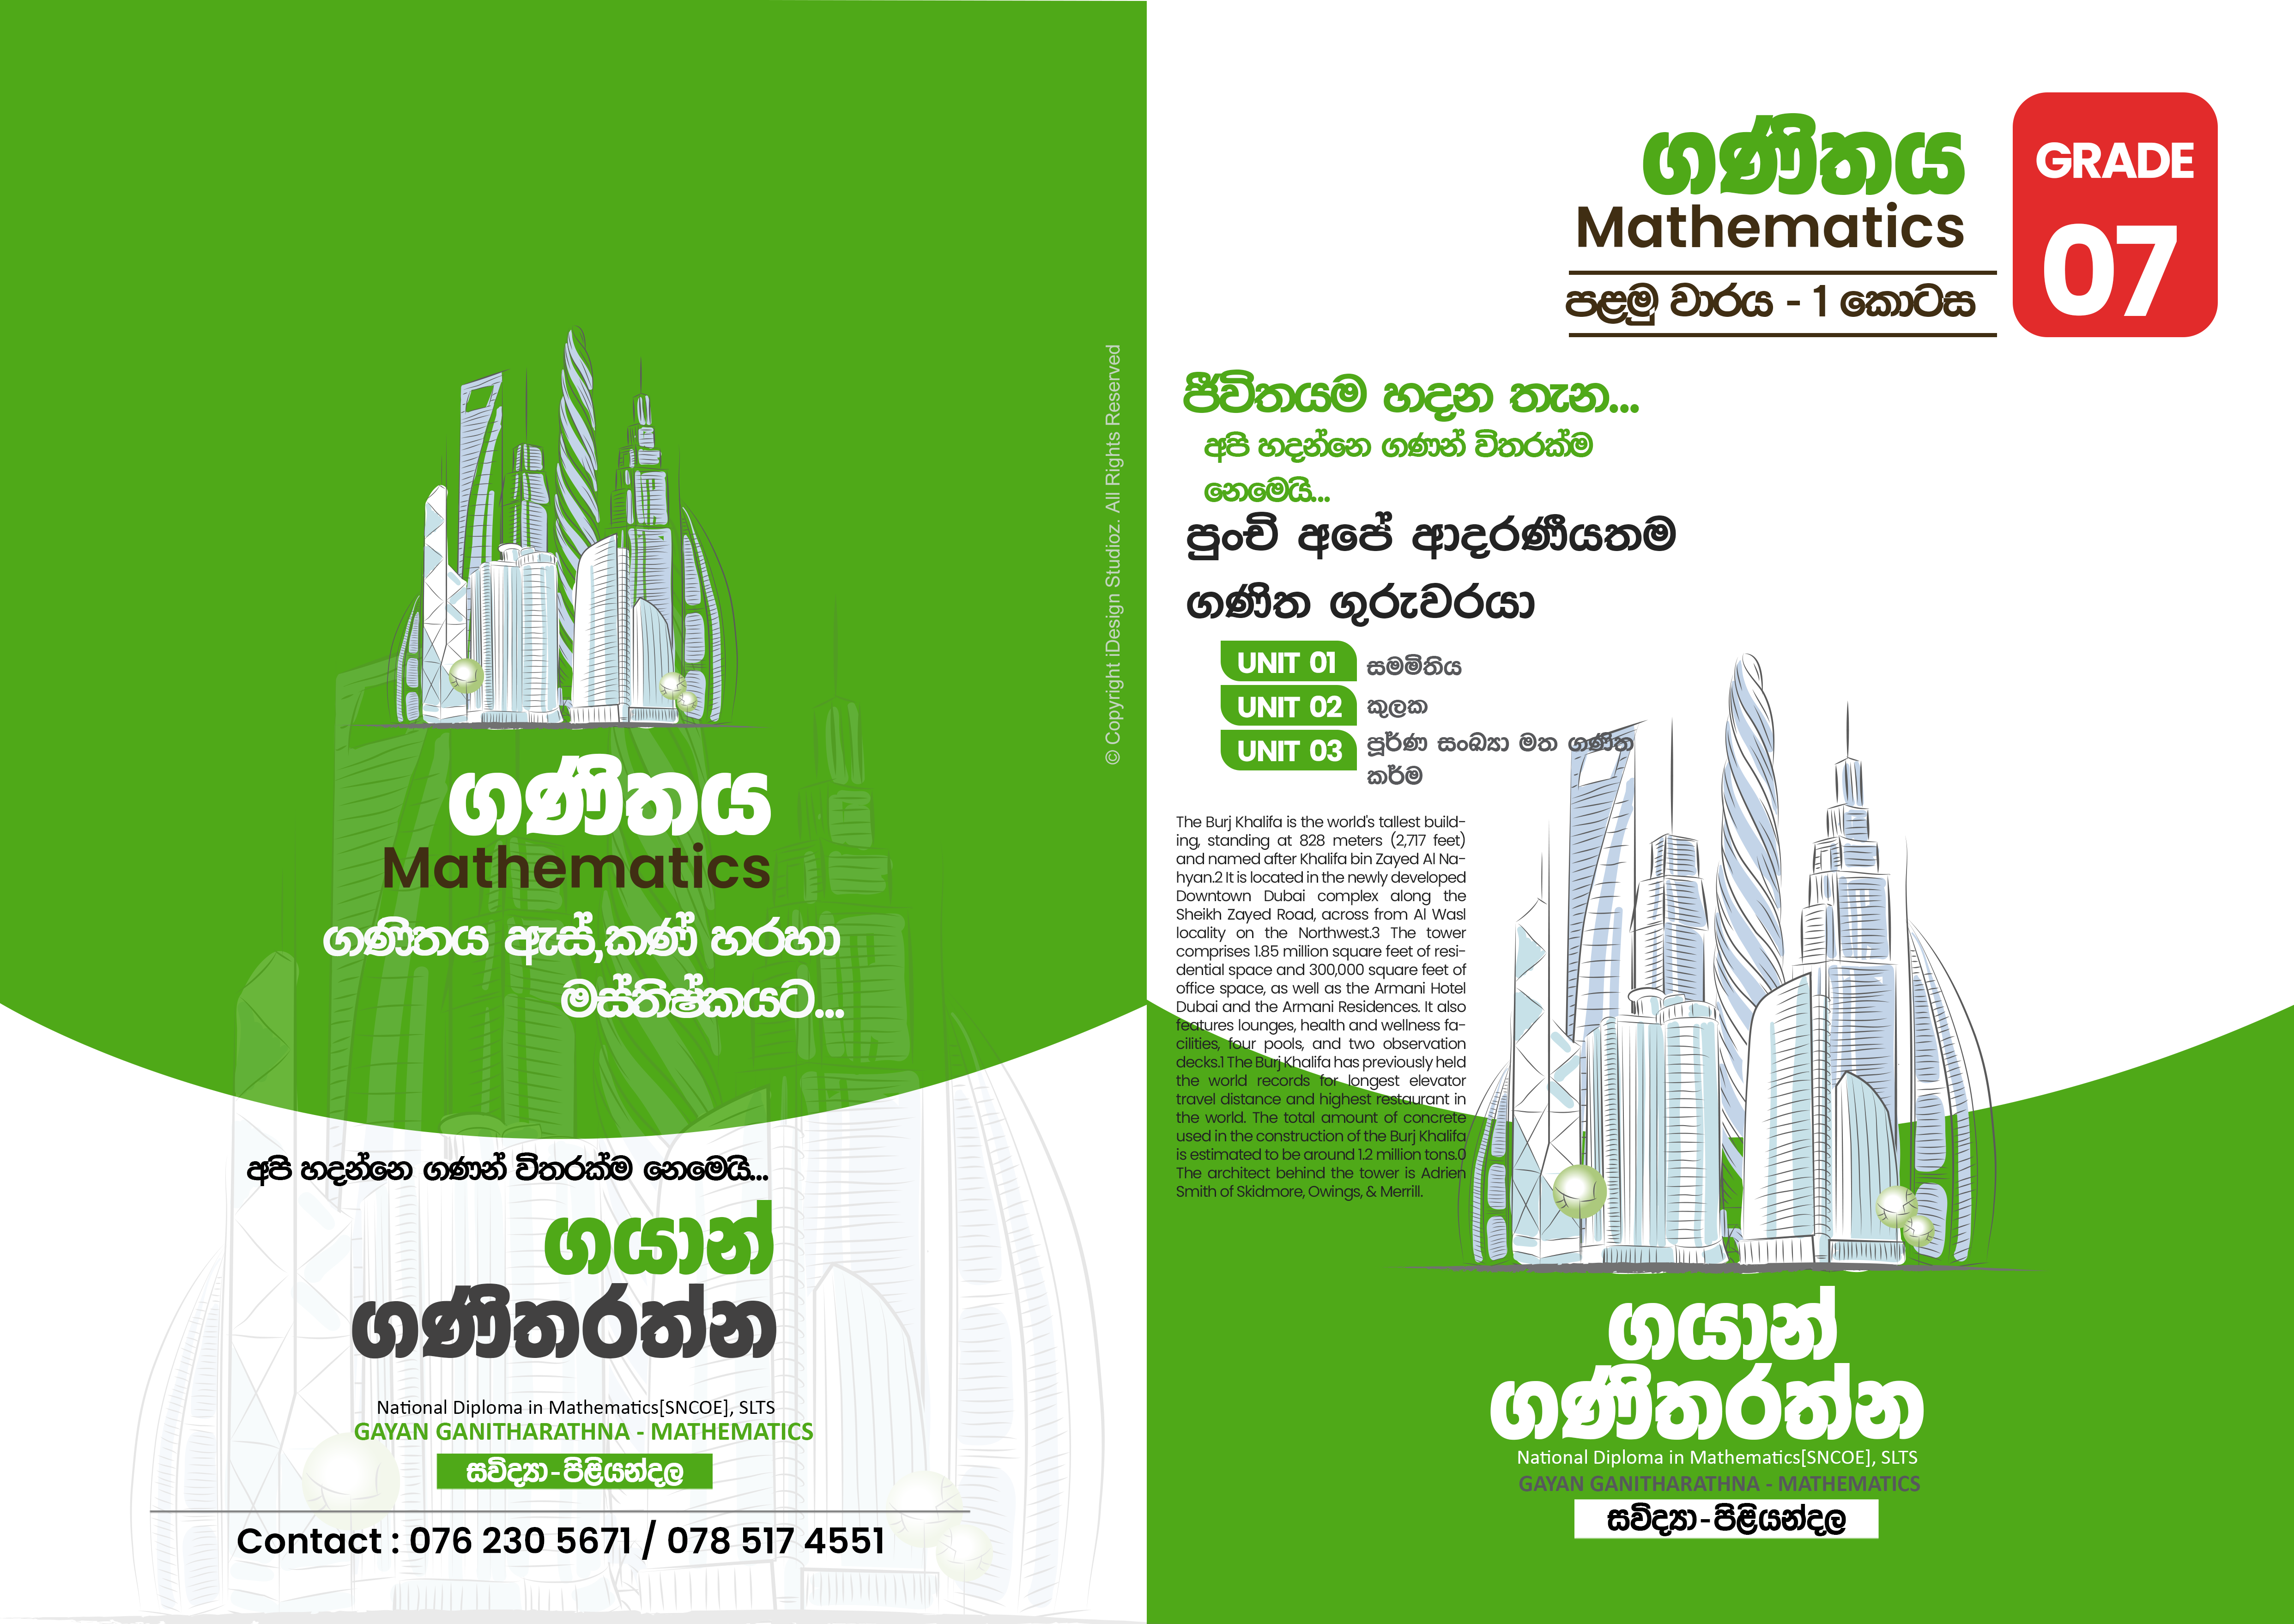 ගණිතය
Mathematics
ගණිතය ඇස්,කණ් හරහා
මස්තිෂ්කයට...
අපි හදන්නෙ ගණන් විතරක්ම නෙමෙයි...
ගයාන්
ගණිතරත්න
National Diploma in Mathematics[SNCOE], SLTS
GAYAN GANITHARATHNA - MATHEMATICS
සවිද්‍යා - පිළියන්දල
Contact : 076 230 5671 / 078 517 4551
© Copyright iDesign Studioz. All Rights Reserved
ගණිතය
Mathematics
පළමු වාරය - 1 කොටස
GRADE
07
ජීවිතයම හදන තැන...
අපි හදන්නෙ ගණන් විතරක්ම
නෙමෙයි...
පුංචි අපේ ආදරණීයතම
ගණිත ගුරුවරයා
UNIT 01 සමමිතිය
UNIT 02 කුලක
UNIT 03 පූර්ණ සංඛ්‍යා මත ගණිත
කර්ම
The Burj Khalifa is the world's tallest build-
ing, standing at 828 meters (2,717 feet)
and named after Khalifa bin Zayed Al Na-
hyan.2 It is located in the newly developed
Downtown Dubai complex along the
Sheikh Zayed Road, across from Al Wasl
locality on the Northwest.3 The tower
comprises 1.85 million square feet of resi-
dential space and 300,000 square feet of
office space, as well as the Armani Hotel
Dubai and the Armani Residences. It also
features lounges, health and wellness fa-
cilities, four pools, and two observation
decks.1 The Burj Khalifa has previously held
the world records for longest elevator
travel distance and highest restaurant in
the world. The total amount of concrete
used in the construction of the Burj Khalifa
is estimated to be around 1.2 million tons.0
The architect behind the tower is Adrien
Smith of Skidmore, Owings, & Merrill.
ගයාන්
ගණිතරත්න
National Diploma in Mathematics[SNCOE], SLTS
GAYAN GANITHARATHNA - MATHEMATICS
සවිද්‍යා - පිළියන්දල